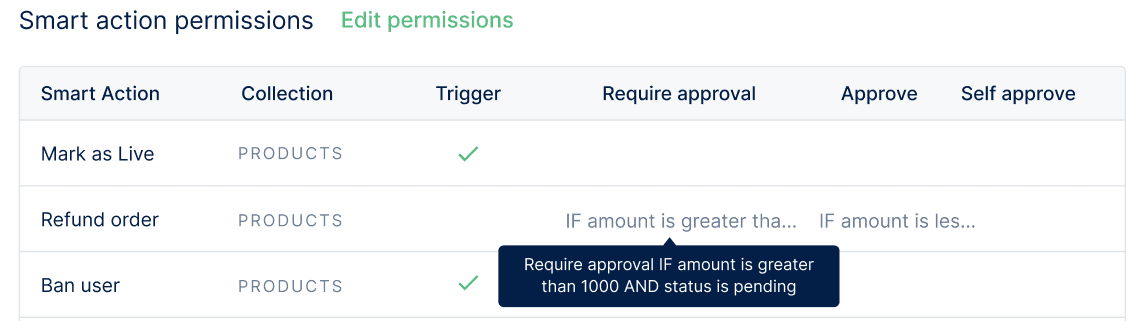 Smart action permissions Edit permissions
Smart Action Collection Trigger Require approval Approve Self approve
Mark as Live PRODUCTS
Refund order PRODUCTS IF amount is greater tha... IF amount is les...
Require approval IF amount is greater
than 1000 AND status is pending
Ban user PRODUCTS